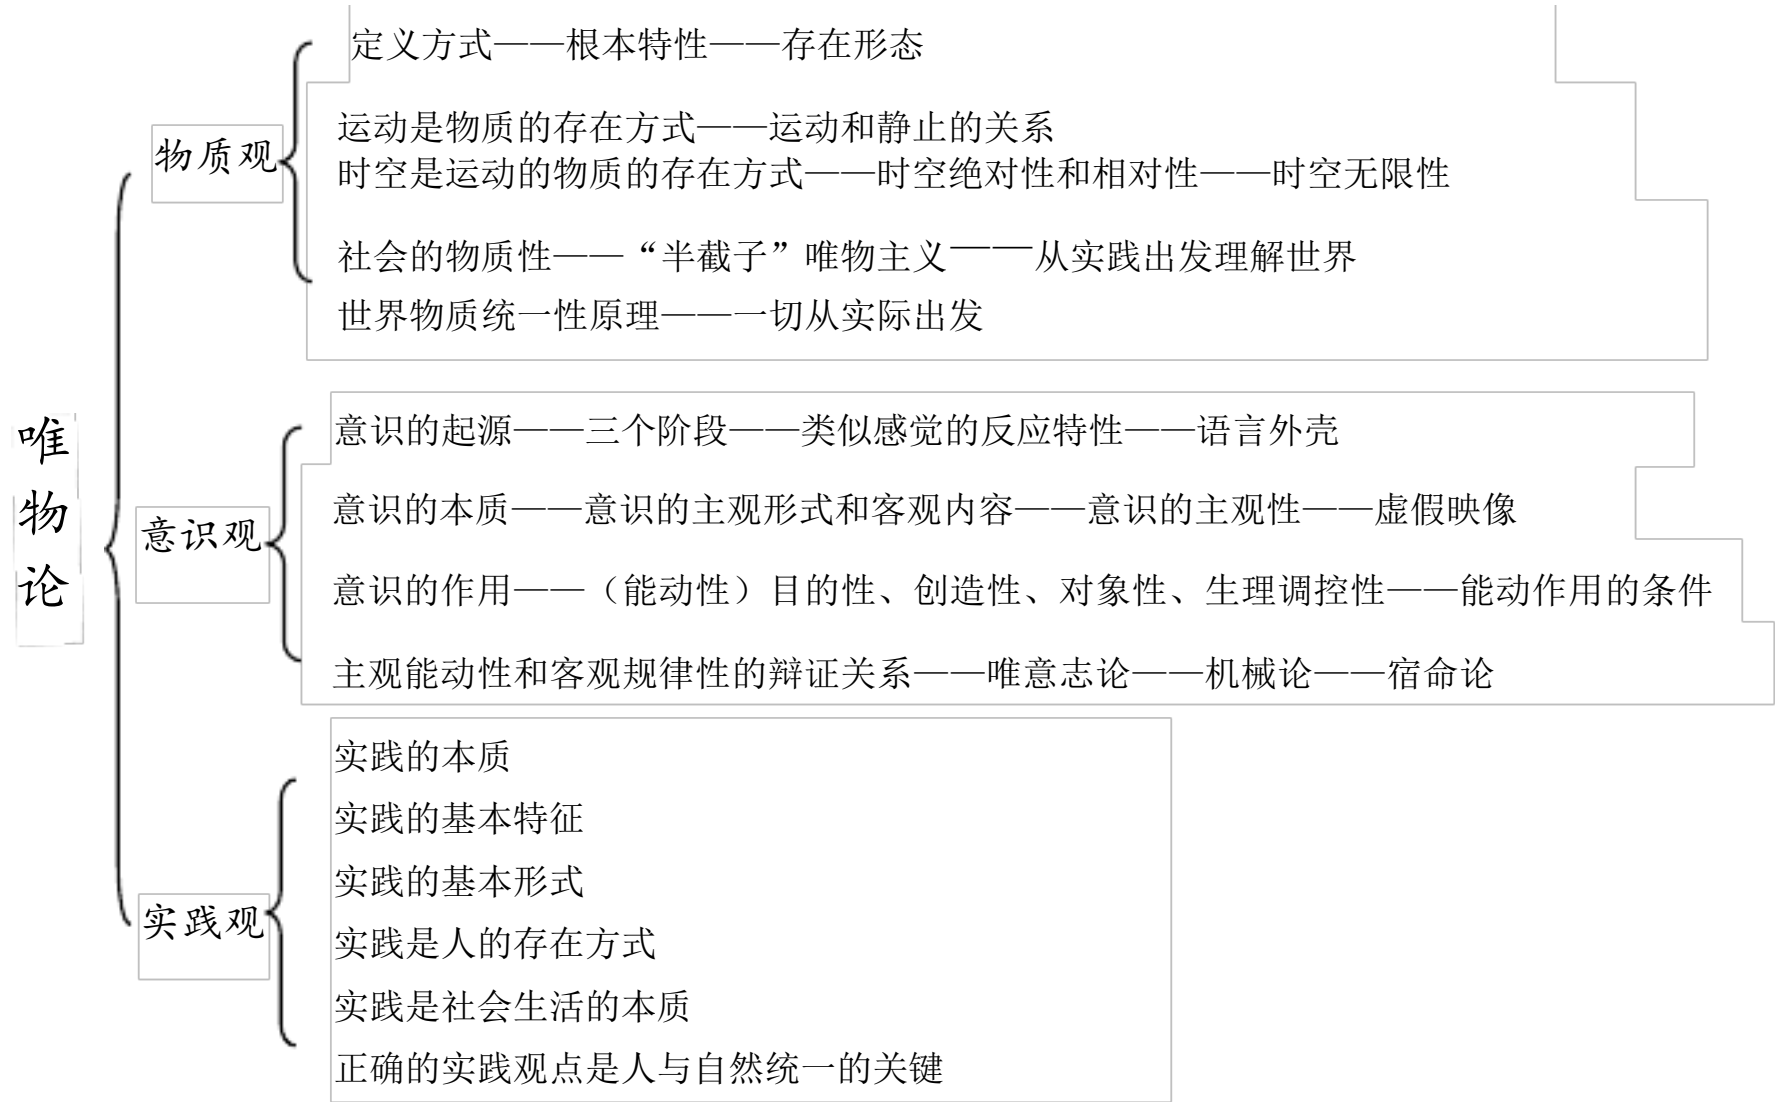 唯物论
物质观
定义方式——根本特性——存在形态
运动是物质的存在方式——运动和静止的关系
时空是运动的物质的存在方式——时空绝对性和相对性——时空无限性
社会的物质性——“半截子”唯物主义——从实践出发理解世界
世界物质统一性原理——一切从实际出发
意识观
意识的起源——三个阶段——类似感觉的反应特性——语言外壳
意识的本质——意识的主观形式和客观内容——意识的主观性——虚假映像
意识的作用——（能动性）目的性、创造性、对象性、生理调控性——能动作用的条件
主观能动性和客观规律性的辩证关系——唯意志论——机械论——宿命论
实践观
实践的本质
实践的基本特征
实践的基本形式
实践是人的存在方式
实践是社会生活的本质
正确的实践观点是人与自然统一的关键